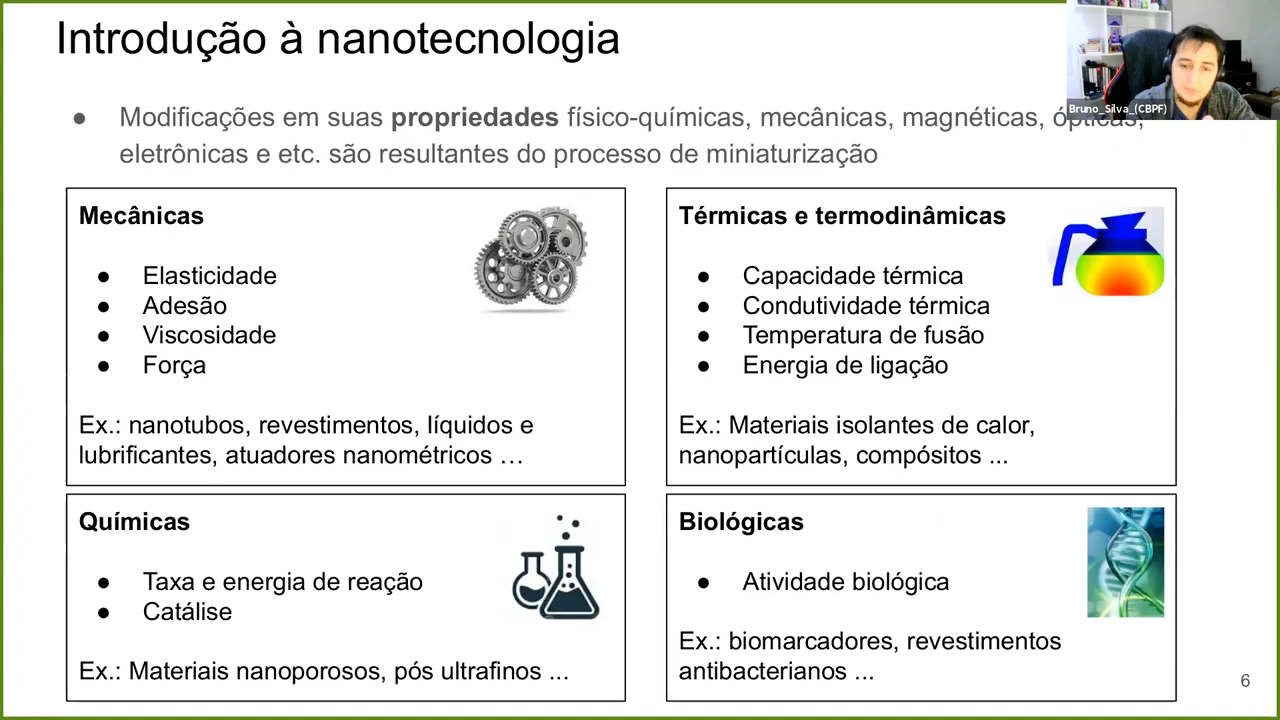 Introdução à nanotecnologia
Bruno_Silva_(CBPF)
● Modificações em suas propriedades físico-químicas, mecânicas, magnéticas, ópticas,
eletrônicas e etc. são resultantes do processo de miniaturização
Mecânicas
● Elasticidade
● Adesão
● Viscosidade
● Força
Ex.: nanotubos, revestimentos, líquidos e
lubrificantes, atuadores nanométricos …
Térmicas e termodinâmicas
● Capacidade térmica
● Condutividade térmica
● Temperatura de fusão
● Energia de ligação
Ex.: Materiais isolantes de calor,
nanopartículas, compósitos ...
Químicas
● Taxa e energia de reação
● Catálise
Ex.: Materiais nanoporosos, pós ultrafinos ...
Biológicas
● Atividade biológica
Ex.: biomarcadores, revestimentos
antibacterianos ...
6